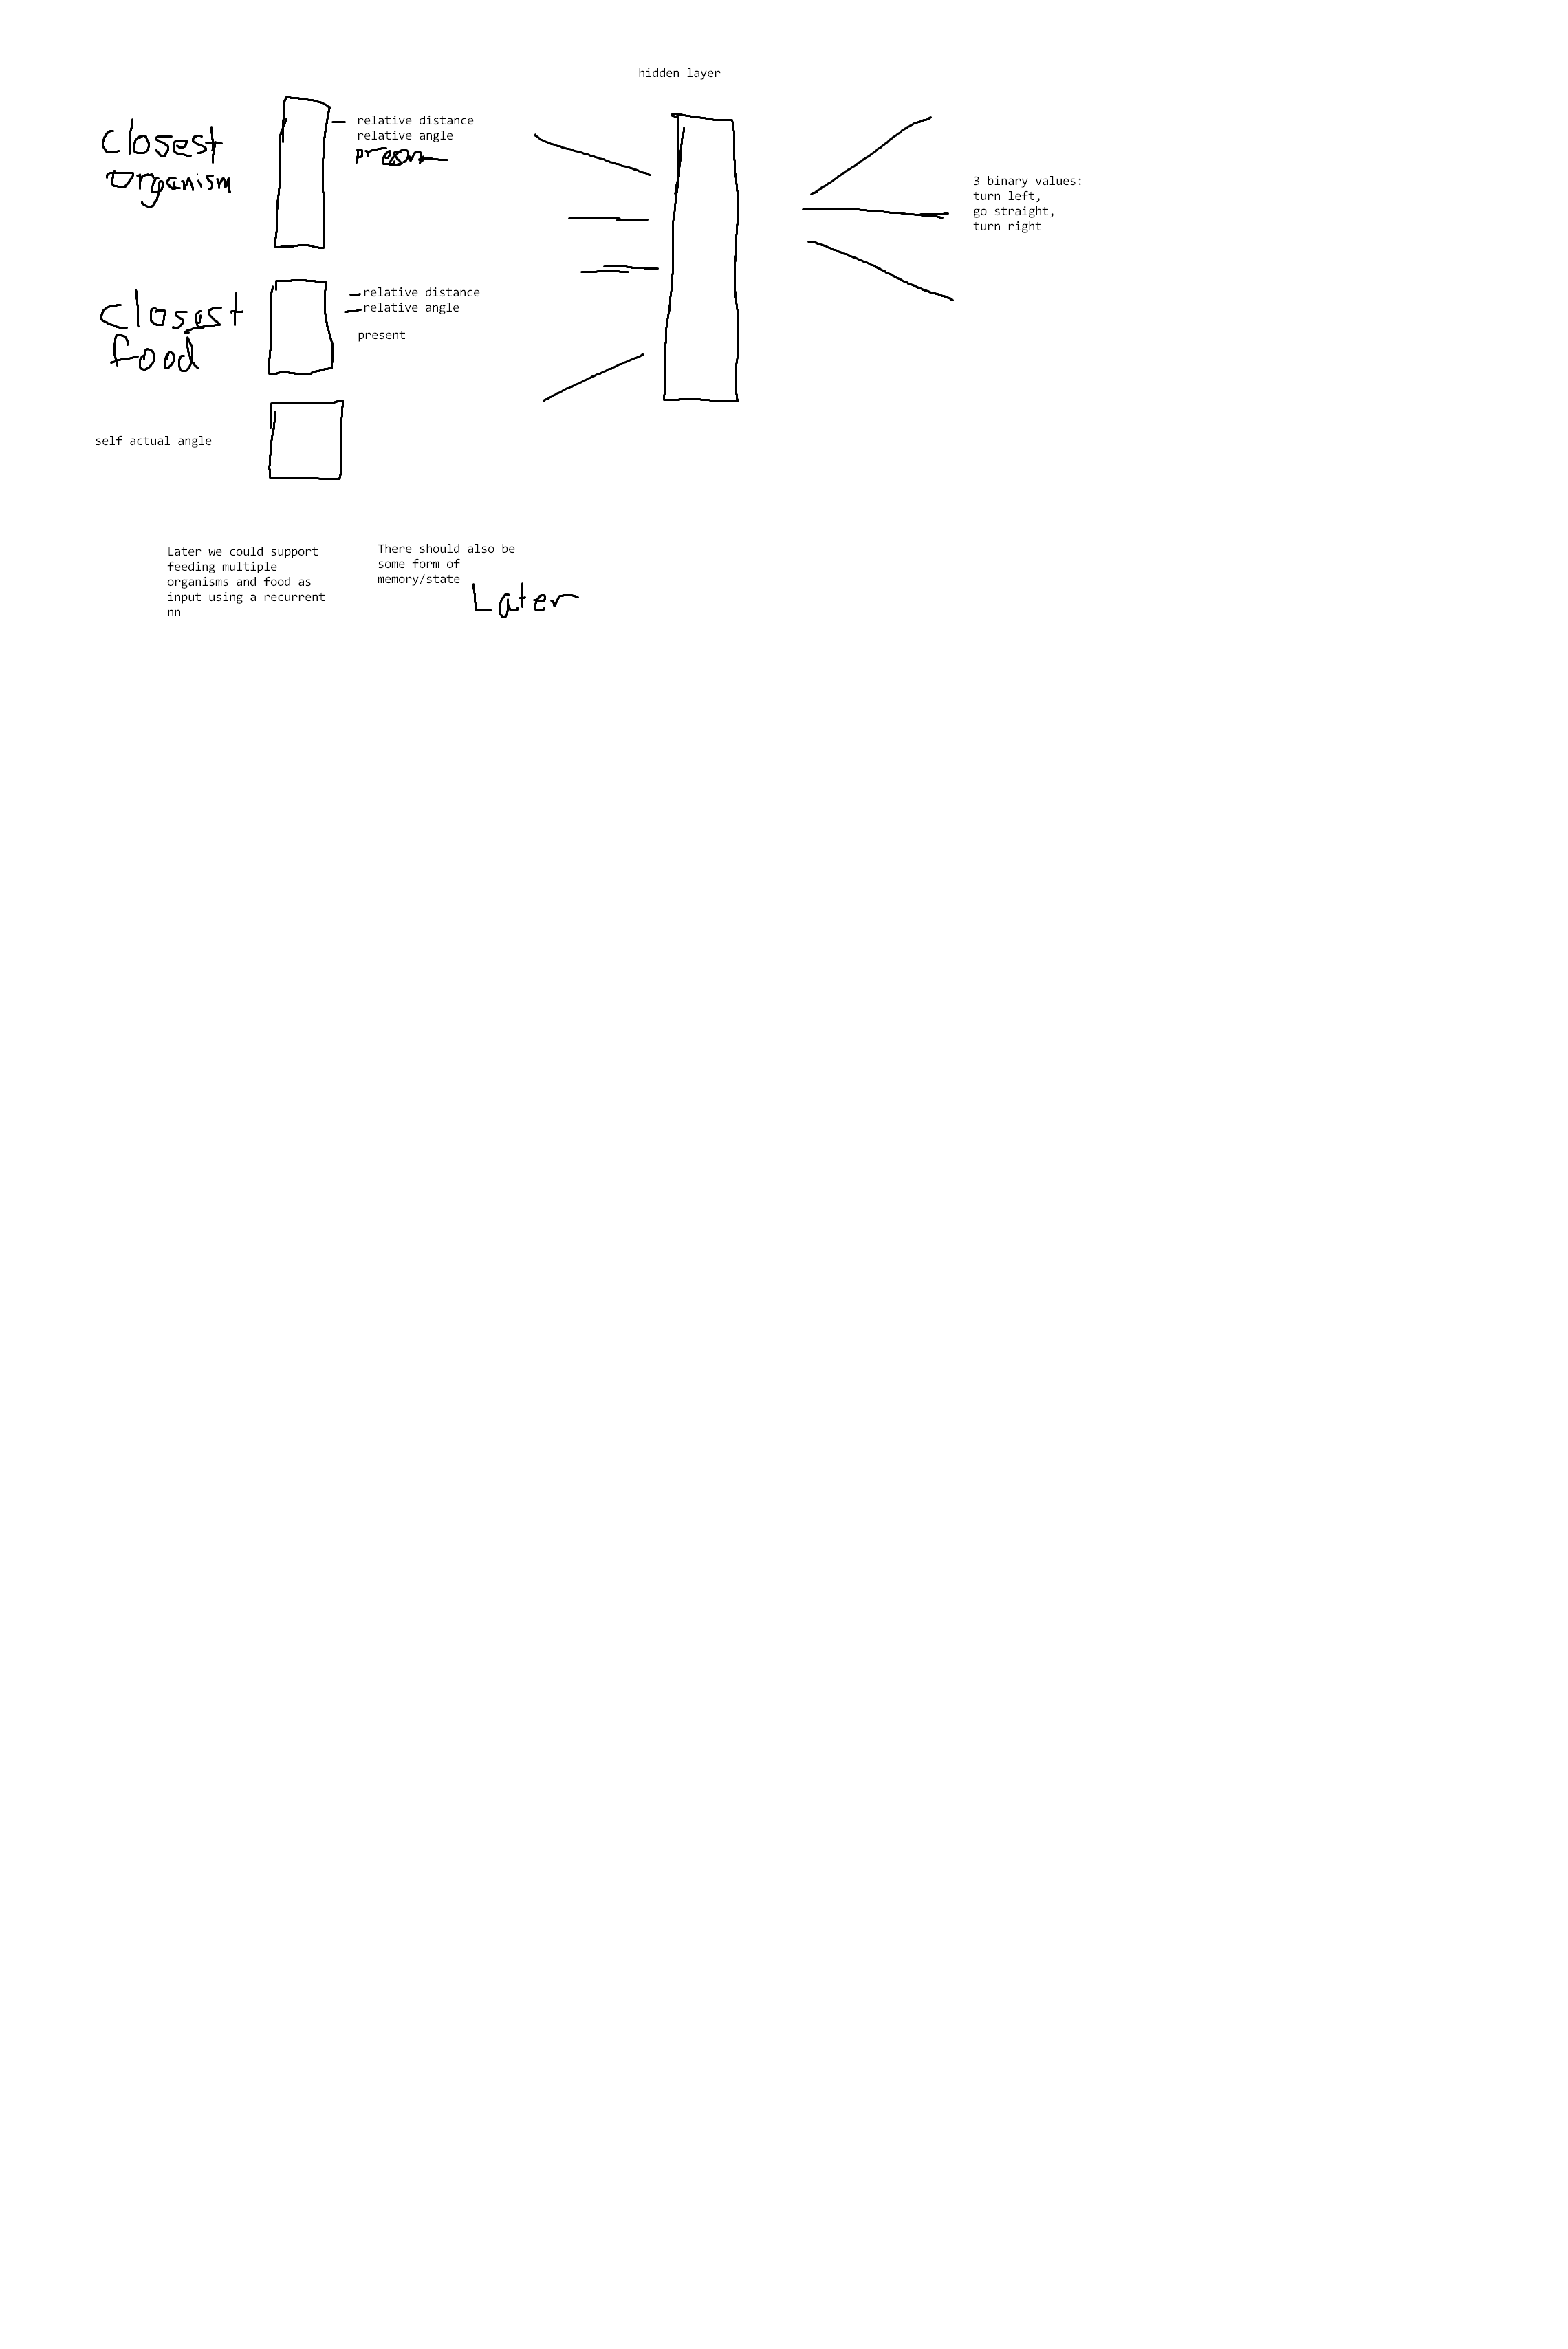 hidden layer
closest
organism
relative distance
relative angle
3 binary values:
turn left,
go straight,
turn right
closest
food
relative distance
relative angle
present
self actual angle
Later we could support
feeding multiple
organisms and food as
input using a recurrent
nn
There should also be
some form of
memory/state
Later